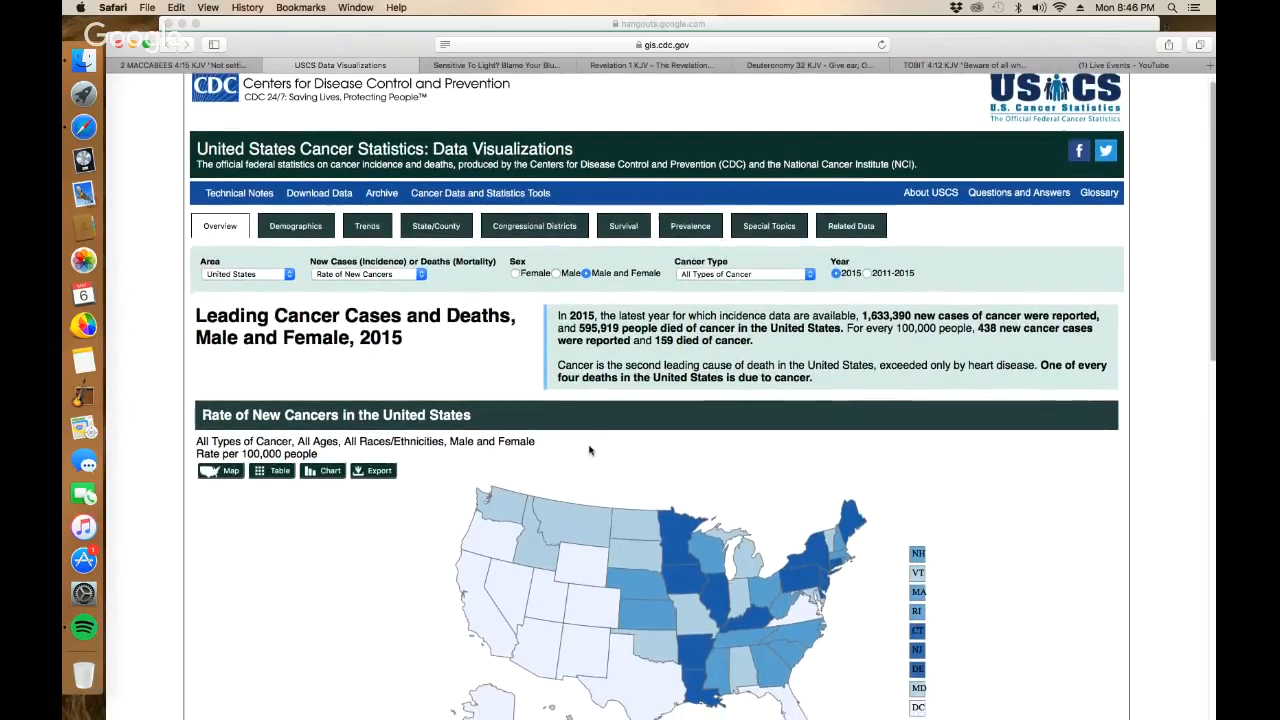 Safari File Edit View History Bookmarks Window Help
Mon 8:46 PM
hangouts.google.com
Google
gis.cdc.gov
2 MACCABEES 4:15 KJV "Not setti...
USCS Data Visualizations
Sensitive To Light? Blame Your Blu...
Revelation 1 KJV - The Revelation...
Deuteronomy 32 KJV - Give ear, O...
TOBIT 4:12 KJV "Beware of all wh...
(1) Live Events - YouTube
CDC Centers for Disease Control and Prevention
CDC 24/7: Saving Lives, Protecting People™
USCS
U.S. Cancer Statistics
The Official Federal Cancer Statistics
United States Cancer Statistics: Data Visualizations
The official federal statistics on cancer incidence and deaths, produced by the Centers for Disease Control and Prevention (CDC) and the National Cancer Institute (NCI).
Technical Notes Download Data Archive Cancer Data and Statistics Tools About USCS Questions and Answers Glossary
Overview Demographics Trends State/County Congressional Districts Survival Prevalence Special Topics Related Data
Area New Cases (Incidence) or Deaths (Mortality) Sex Cancer Type Year
United States Rate of New Cancers Female Male Male and Female All Types of Cancer 2015 2011-2015
Leading Cancer Cases and Deaths,
Male and Female, 2015
In 2015, the latest year for which incidence data are available, 1,633,390 new cases of cancer were reported,
and 595,919 people died of cancer in the United States. For every 100,000 people, 438 new cancer cases
were reported and 159 died of cancer.
Cancer is the second leading cause of death in the United States, exceeded only by heart disease. One of every
four deaths in the United States is due to cancer.
Rate of New Cancers in the United States
All Types of Cancer, All Ages, All Races/Ethnicities, Male and Female
Rate per 100,000 people
Map Table Chart Export
NH
VT
MA
RI
CT
NJ
DE
MD
DC
6
1